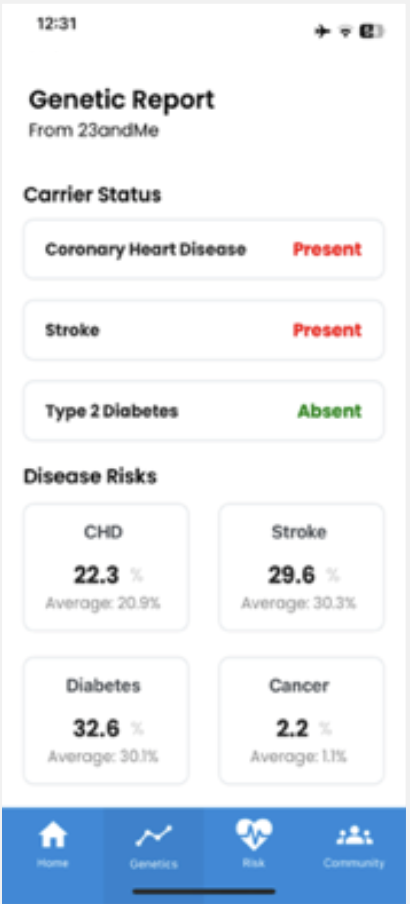 12:31
Genetic Report
From 23andMe
Carrier Status
Coronary Heart Disease Present
Stroke Present
Type 2 Diabetes Absent
Disease Risks
CHD Stroke
22.3 % 29.6 %
Average: 20.9% Average: 30.3%
Diabetes Cancer
32.6 % 2.2 %
Average: 30.1% Average: 1.1%
Home Genetics Risk Community